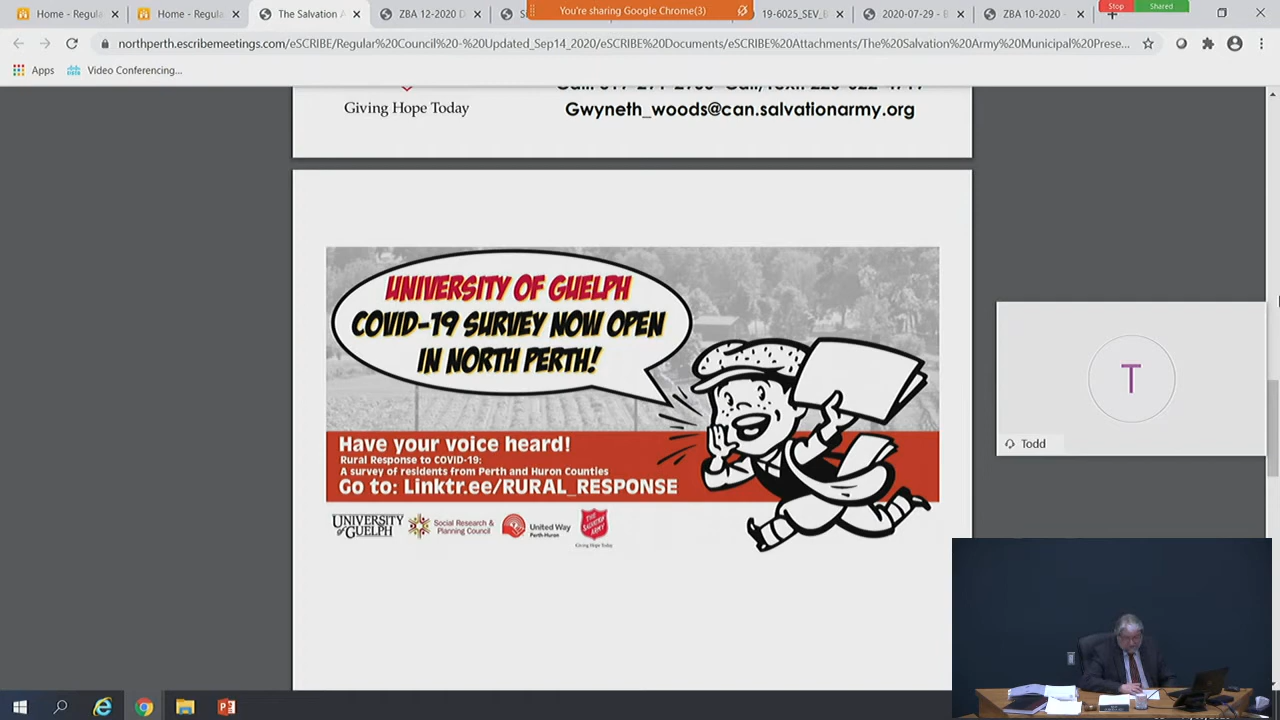 Home - Regula
Home - Regula
The Salvation A
ZBA 12-2020 D
You're sharing Google Chrome(3)
19-6025_SEV_B
2020-07-29 - B
ZBA 10-2020 -
Stop
Shared
northperth.escribemeetings.com/eSCRIBE/Regular%20Council%20-%20Updated_Sep14_2020/eSCRIBE%20Documents/eSCRIBE%20Attachments/The%20Salvation%20Army%20Municipal%20Prese...
Apps
Video Conferencing...
Giving Hope Today
Gwyneth_woods@can.salvationarmy.org
UNIVERSITY OF GUELPH
COVID-19 SURVEY NOW OPEN
IN NORTH PERTH!
Have your voice heard!
Rural Response to COVID-19:
A survey of residents from Perth and Huron Counties
Go to: Linktr.ee/RURAL_RESPONSE
UNIVERSITY
of GUELPH
Social Research &
Planning Council
United Way
Perth-Huron
THE
SALVATION
ARMY
Giving Hope Today
T
Todd